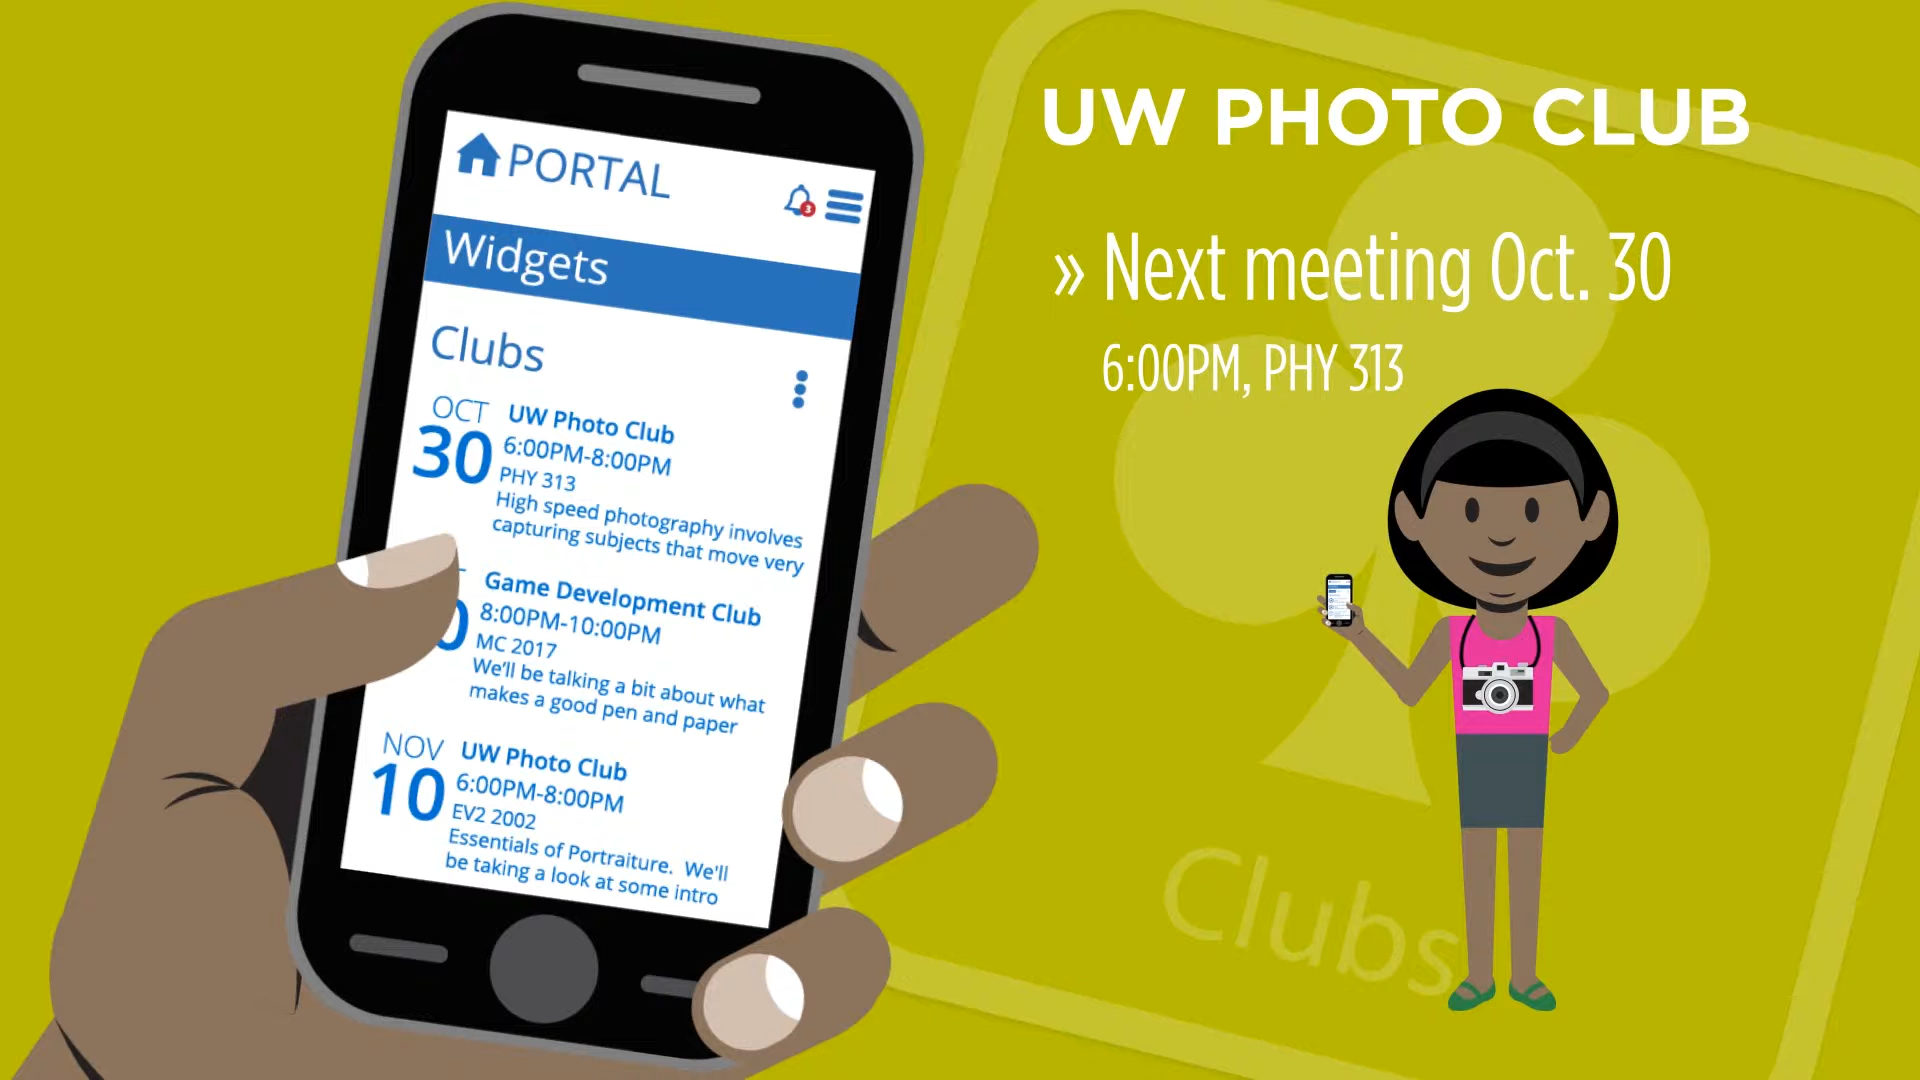 PORTAL
3
Widgets
Clubs
OCT
30
UW Photo Club
6:00PM-8:00PM
PHY 313
High speed photography involves
capturing subjects that move very
0
Game Development Club
8:00PM-10:00PM
MC 2017
We'll be talking a bit about what
makes a good pen and paper
NOV
10
UW Photo Club
6:00PM-8:00PM
EV2 2002
Essentials of Portraiture. We'll
be taking a look at some intro
UW PHOTO CLUB
» Next meeting Oct. 30
6:00PM, PHY 313
Clubs